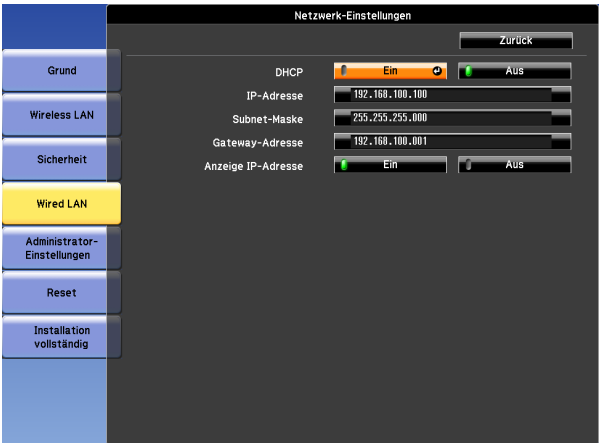 Netzwerk-Einstellungen
Zurück
Grund
Wireless LAN
Sicherheit
Wired LAN
Administrator-
Einstellungen
Reset
Installation
vollständig
DHCP Ein Aus
IP-Adresse 192.168.100.100
Subnet-Maske 255.255.255.000
Gateway-Adresse 192.168.100.001
Anzeige IP-Adresse Ein Aus